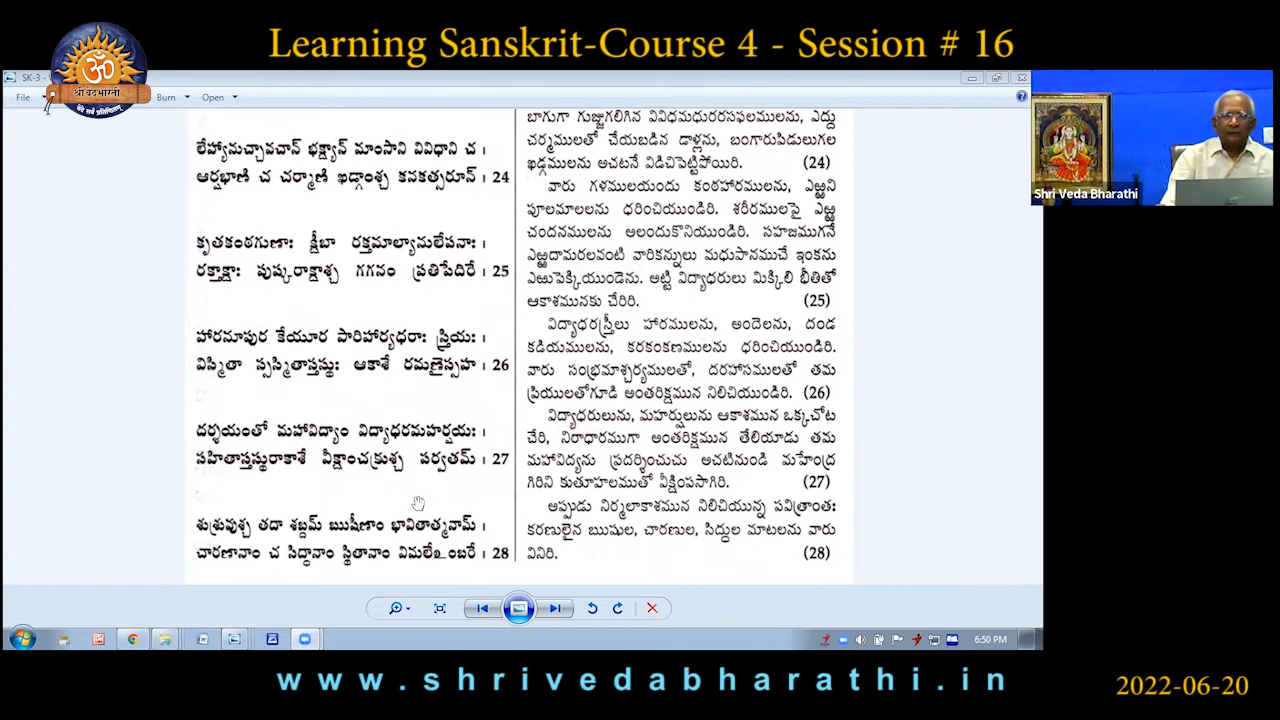 Learning Sanskrit-Course 4 - Session # 16
श्री वेदभारती
SK-3 -
File
Burn
Open
లేహ్యానుచ్చావచాన్ భక్ష్యాన్ మాంసాని వివిధాని చ ।
ఆర్షభాణి చ చర్మాణి ఖడ్గాంశ్చ కనకత్సరూన్ । 24
కృతకంఠగుణాః క్షీబా రక్తమాల్యానులేపనాః ।
రక్తాక్షాః పుష్కరాక్షాశ్చ గగనం ప్రతిపేదిరే । 25
హారనూపుర కేయూర పారిహార్యధరాః స్త్రియః ।
విస్మితా స్సస్మితాస్తస్థుః ఆకాశే రమణైస్సహ । 26
దర్శయంతో మహావిద్యాం విద్యాధరమహర్షయః ।
సహితాస్తస్థురాకాశే వీక్షాంచక్రుశ్చ పర్వతమ్ । 27
శుశ్రువుశ్చ తదా శబ్దమ్ ఋషీణాం భావితాత్మనామ్ ।
చారణానాం చ సిద్ధానాం స్థితానాం విమలేఽంబరే । 28
బాగుగా గుజ్జుగలిగిన వివిధమధురరసఫలములను, ఎద్దు
చర్మములతో చేయబడిన డాళ్లను, బంగారుపిడులుగల
ఖడ్గములను అచటనే విడిచిపెట్టిపోయిరి. (24)
వారు గళములయందు కంఠహారములను, ఎఱ్ఱని
పూలమాలలను ధరించియుండిరి. శరీరములపై ఎఱ్ఱ
చందనములను అలందుకొనియుండిరి. సహజముగనే
ఎఱ్ఱదామరలవంటి వారికన్నులు మధుపానముచే ఇంకను
ఎఱుపెక్కియుండెను. అట్టి విద్యాధరులు మిక్కిలి భీతితో
ఆకాశమునకు చేరిరి. (25)
విద్యాధరస్త్రీలు హారములను, అందెలను, దండ
కడియములను, కరకంకణములను ధరించియుండిరి.
వారు సంభ్రమాశ్చర్యములతో, దరహాసములతో తమ
ప్రియులతోగూడి అంతరిక్షమున నిలిచియుండిరి. (26)
విద్యాధరులును, మహర్షులును ఆకాశమున ఒక్కచోట
చేరి, నిరాధారముగా అంతరిక్షమున తేలియాడు తమ
మహావిద్యను ప్రదర్శించుచు అచటినుండి మహేంద్ర
గిరిని కుతూహలముతో వీక్షింపసాగిరి. (27)
అప్పుడు నిర్మలాకాశమున నిలిచియున్న పవిత్రాంతః
కరణులైన ఋషుల, చారణుల, సిద్ధుల మాటలను వారు
వినిరి. (28)
Shri Veda Bharathi
6:50 PM
www.shrivedabharathi.in
2022-06-20